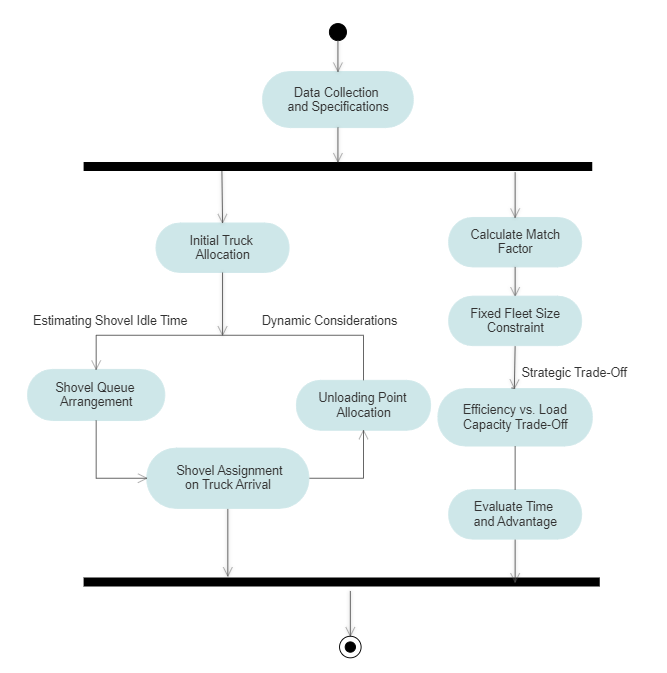 Data Collection
and Specifications
Initial Truck
Allocation
Calculate Match
Factor
Estimating Shovel Idle Time
Dynamic Considerations
Fixed Fleet Size
Constraint
Strategic Trade-Off
Shovel Queue
Arrangement
Unloading Point
Allocation
Efficiency vs. Load
Capacity Trade-Off
Shovel Assignment
on Truck Arrival
Evaluate Time
and Advantage